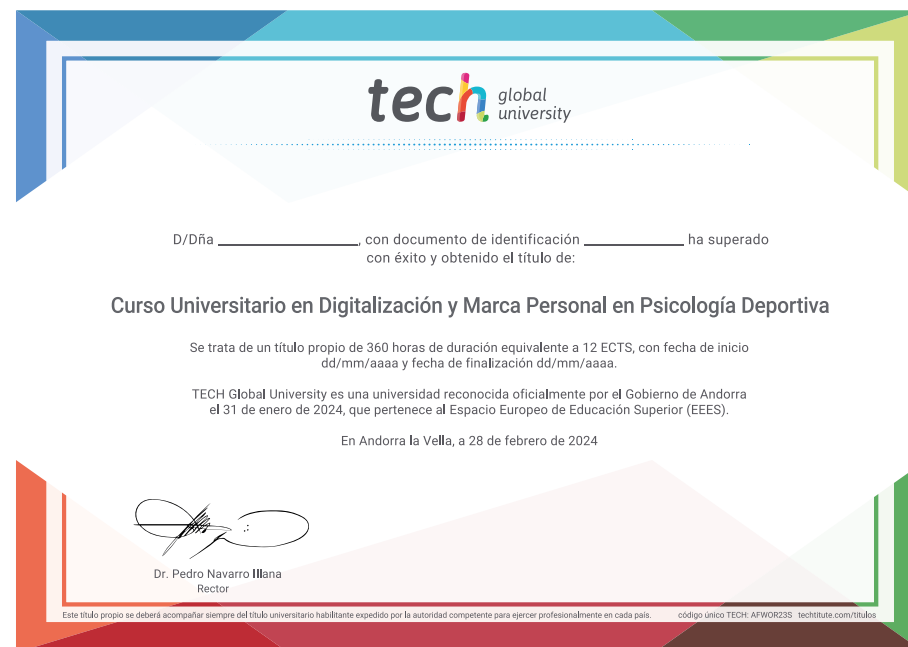 tech global university
D/Dña ______________, con documento de identificación __________ ha superado
con éxito y obtenido el título de:
Curso Universitario en Digitalización y Marca Personal en Psicología Deportiva
Se trata de un título propio de 360 horas de duración equivalente a 12 ECTS, con fecha de inicio
dd/mm/aaaa y fecha de finalización dd/mm/aaaa.
TECH Global University es una universidad reconocida oficialmente por el Gobierno de Andorra
el 31 de enero de 2024, que pertenece al Espacio Europeo de Educación Superior (EEES).
En Andorra la Vella, a 28 de febrero de 2024
Dr. Pedro Navarro Illana
Rector
Este título propio se deberá acompañar siempre del título universitario habilitante expedido por la autoridad competente para ejercer profesionalmente en cada país. código único TECH: AFWOR23S techtitute.com/titulos